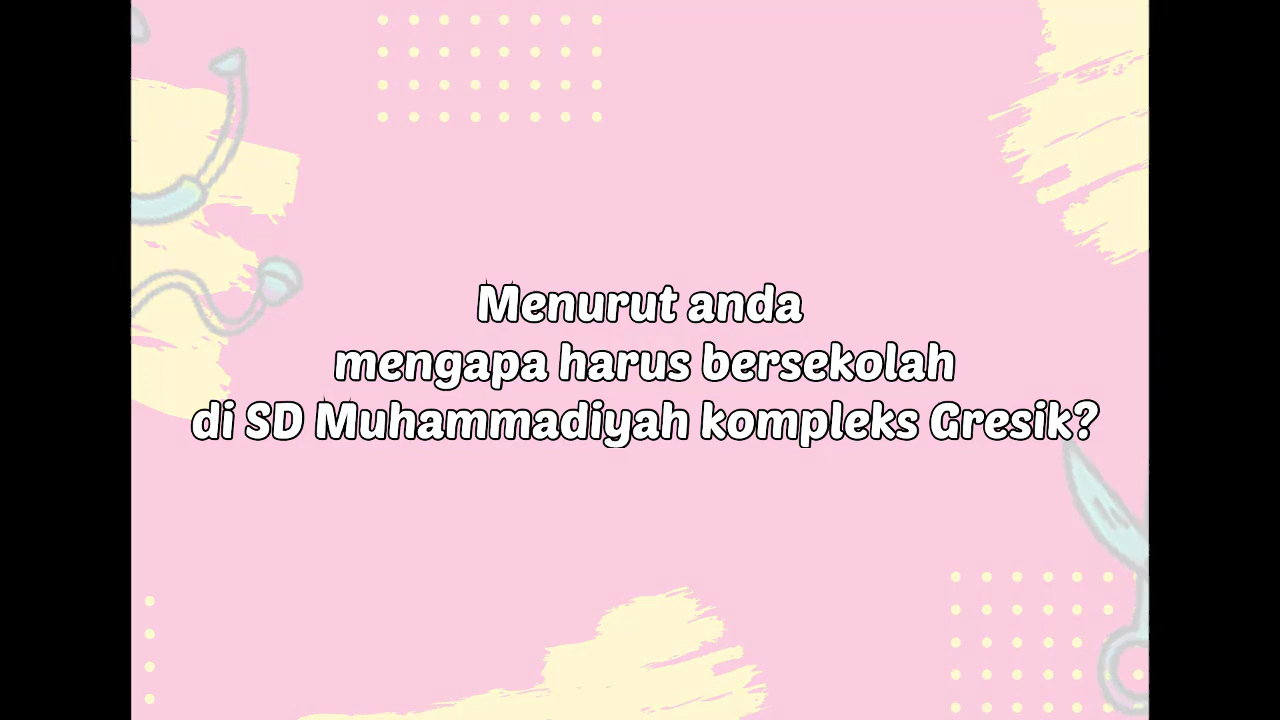 Menurut anda
mengapa harus bersekolah
di SD Muhammadiyah kompleks Gresik?